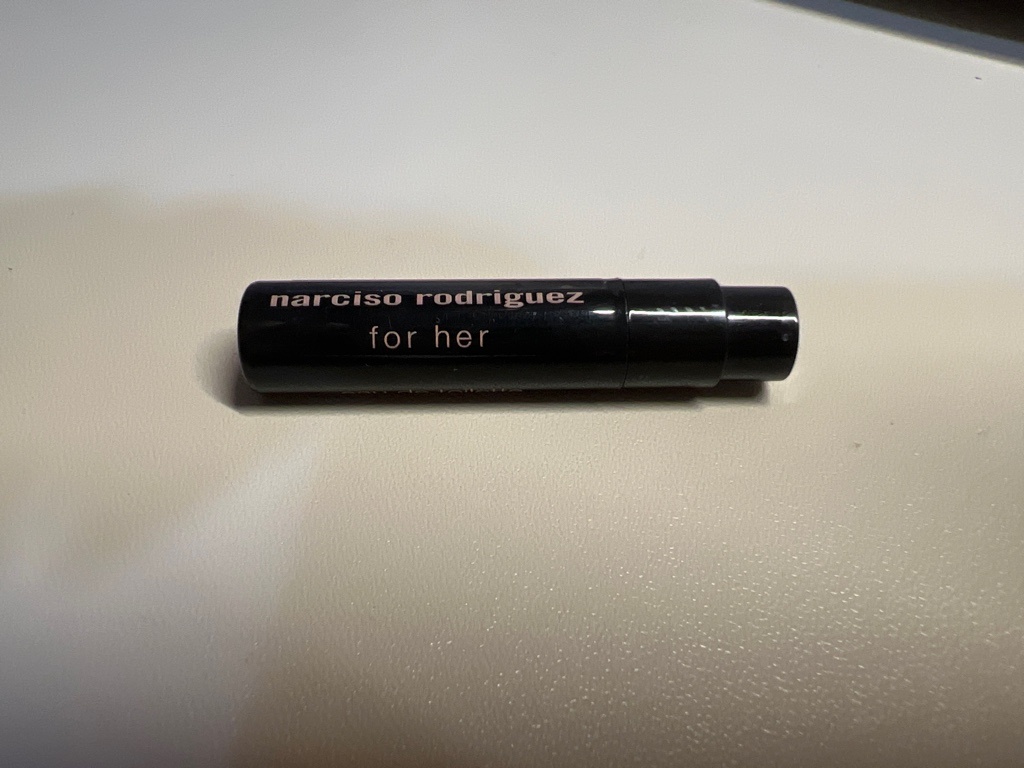 narciso rodriguez
for her